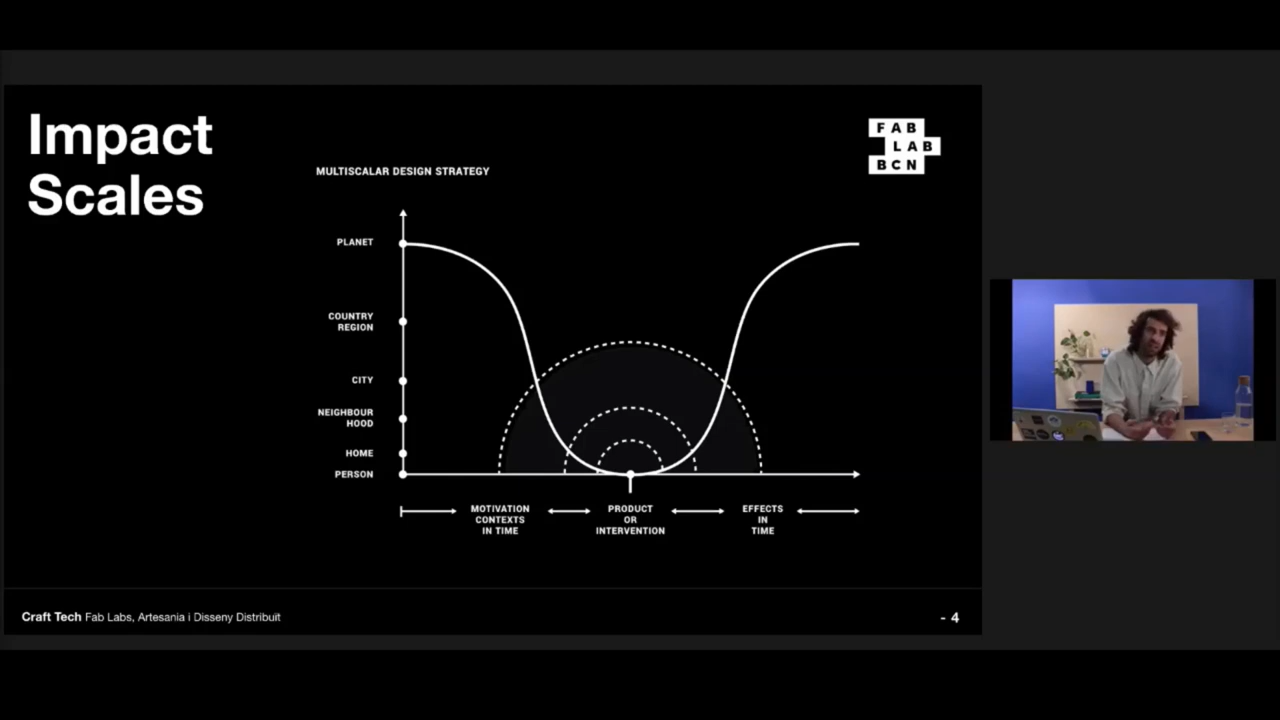 Impact
Scales
FAB
LAB
BCN
MULTISCALAR DESIGN STRATEGY
PLANET
COUNTRY
REGION
CITY
NEIGHBOUR
HOOD
HOME
PERSON
MOTIVATION
CONTEXTS
IN TIME
PRODUCT
OR
INTERVENTION
EFFECTS
IN
TIME
Craft Tech Fab Labs, Artesania i Disseny Distribuït
- 4